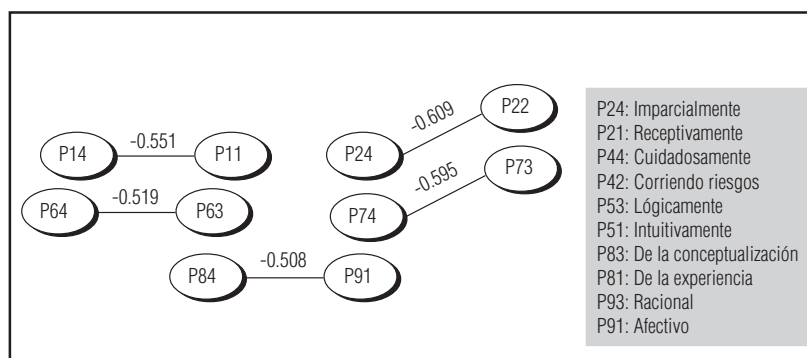 P14 -0.551 P11
P64 -0.519 P63
P84 -0.508 P91
P24 -0.609 P22
P74 -0.595 P73
P24: Imparcialmente
P21: Receptivamente
P44: Cuidadosamente
P42: Corriendo riesgos
P53: Lógicamente
P51: Intuitivamente
P83: De la conceptualización
P81: De la experiencia
P93: Racional
P91: Afectivo